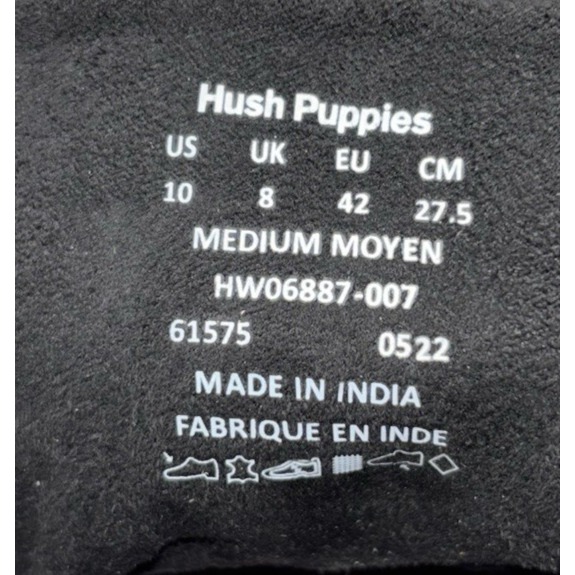 Hush Puppies
US UK EU CM
10 8 42 27.5
MEDIUM MOYEN
HW06887-007
61575 0522
MADE IN INDIA
FABRIQUE EN INDE